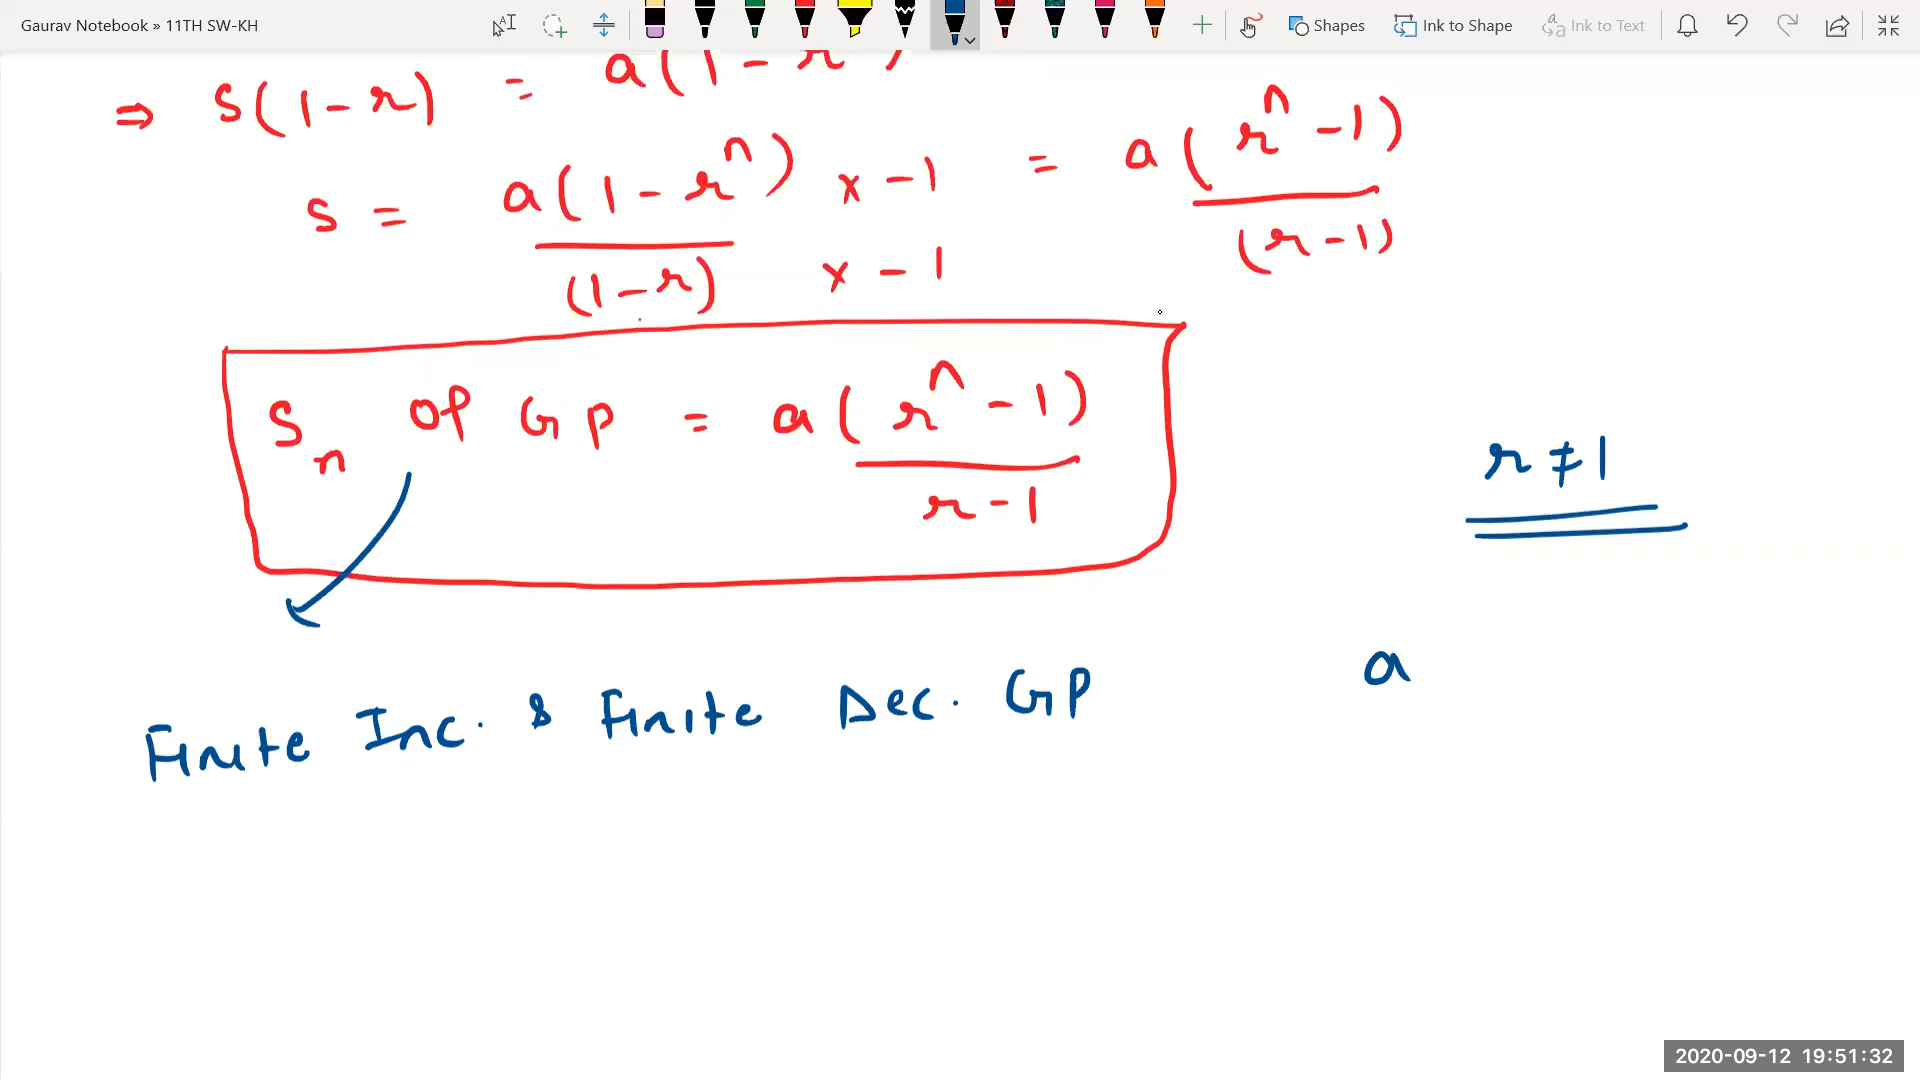 Gaurav Notebook » 11TH SW-KH
Shapes
Ink to Shape
Ink to Text
⇒ S(1-r) = a(1-r
S = a(1-rⁿ) x -1 / (1-r) x -1 = a(rⁿ-1) / (r-1)
Sₙ OF GP = a(rⁿ-1) / r-1
r ≠ 1
a
Finite Inc. & Finite Dec. GP
2020-09-12 19:51:32